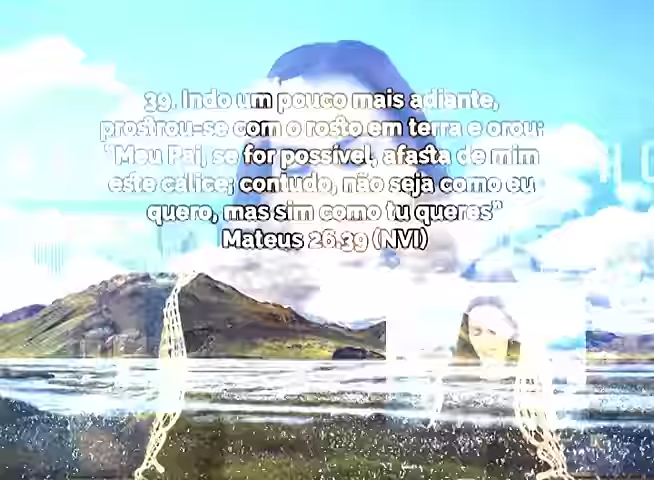 39. Indo um pouco mais adiante,
prostrou-se com o rosto em terra e orou:
"Meu Pai, se for possível, afasta de mim
este cálice; contudo, não seja como eu
quero, mas sim como tu queres"
Mateus 26:39 (NVI)